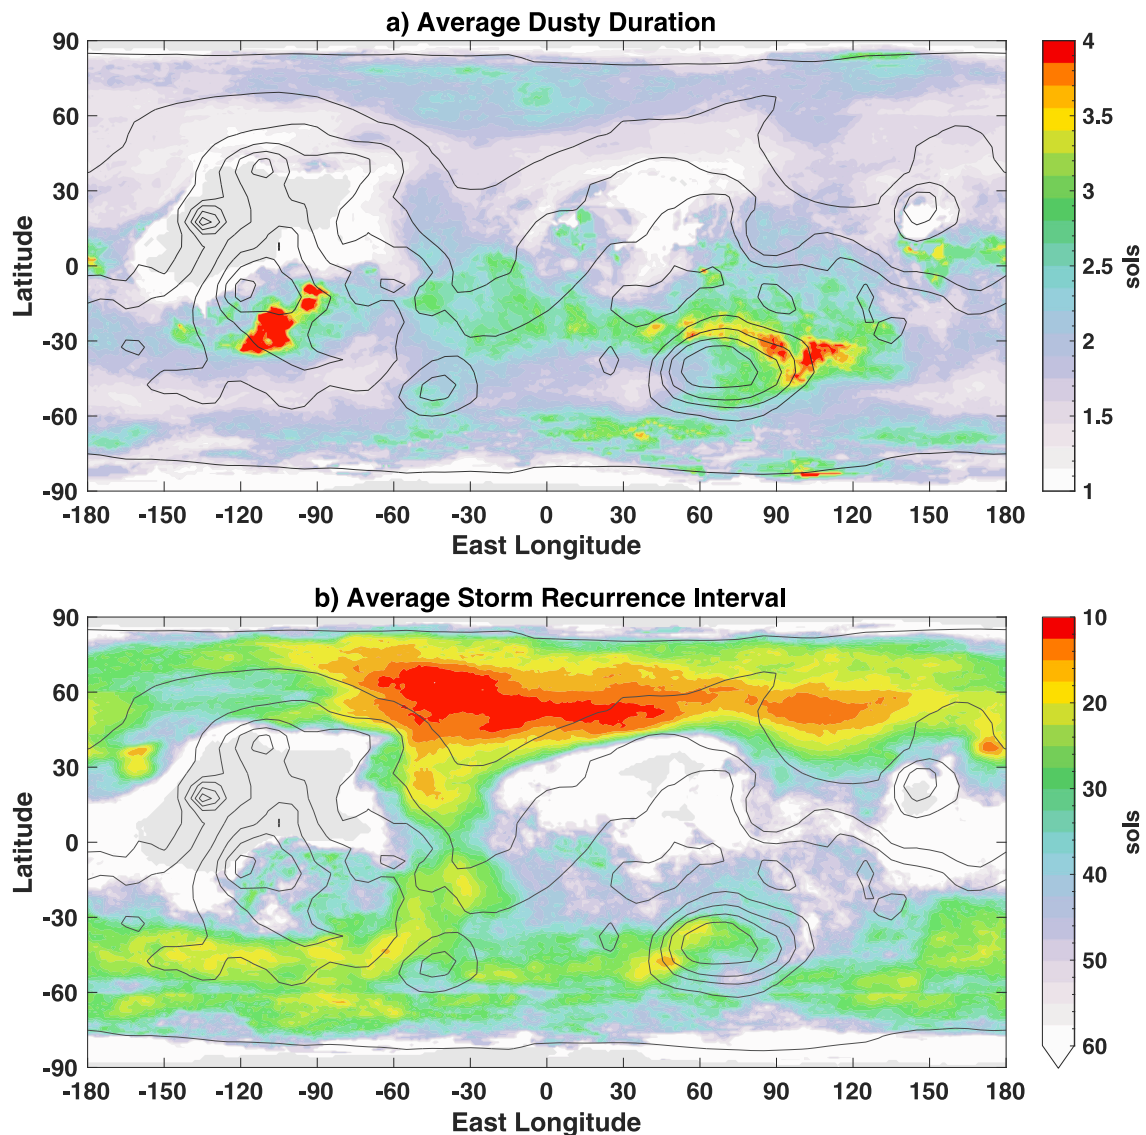 a) Average Dusty Duration
90
60
30
0
-30
-60
-90
Latitude
-180 -150 -120 -90 -60 -30 0 30 60 90 120 150 180
East Longitude
4
3.5
3
2.5
2
1.5
1
sols
b) Average Storm Recurrence Interval
90
60
30
0
-30
-60
-90
Latitude
-180 -150 -120 -90 -60 -30 0 30 60 90 120 150 180
East Longitude
10
20
30
40
50
60
sols